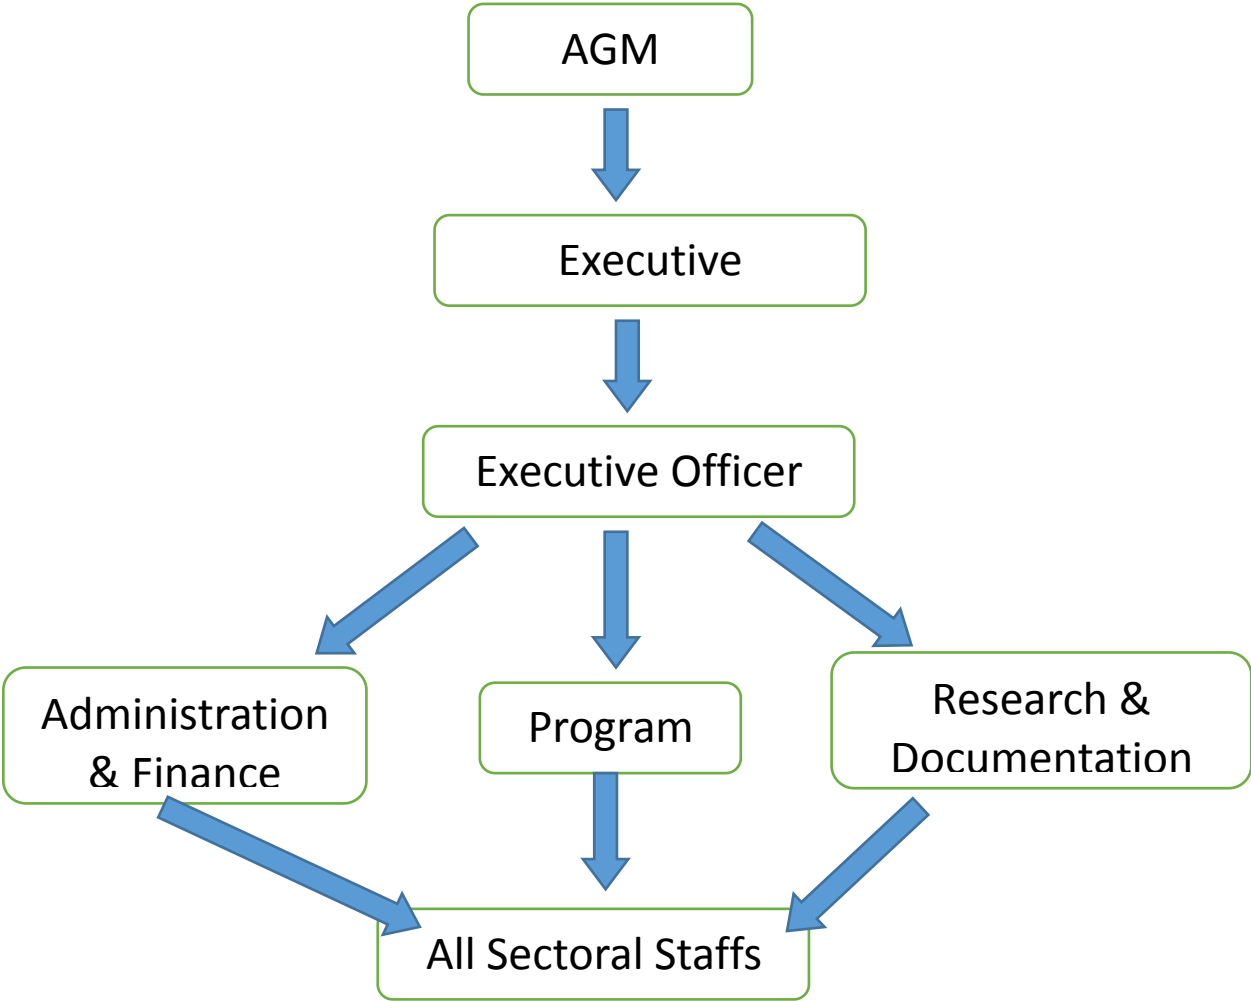 AGM
Executive
Executive Officer
Administration
& Finance
Program
Research &
Documentation
All Sectoral Staffs